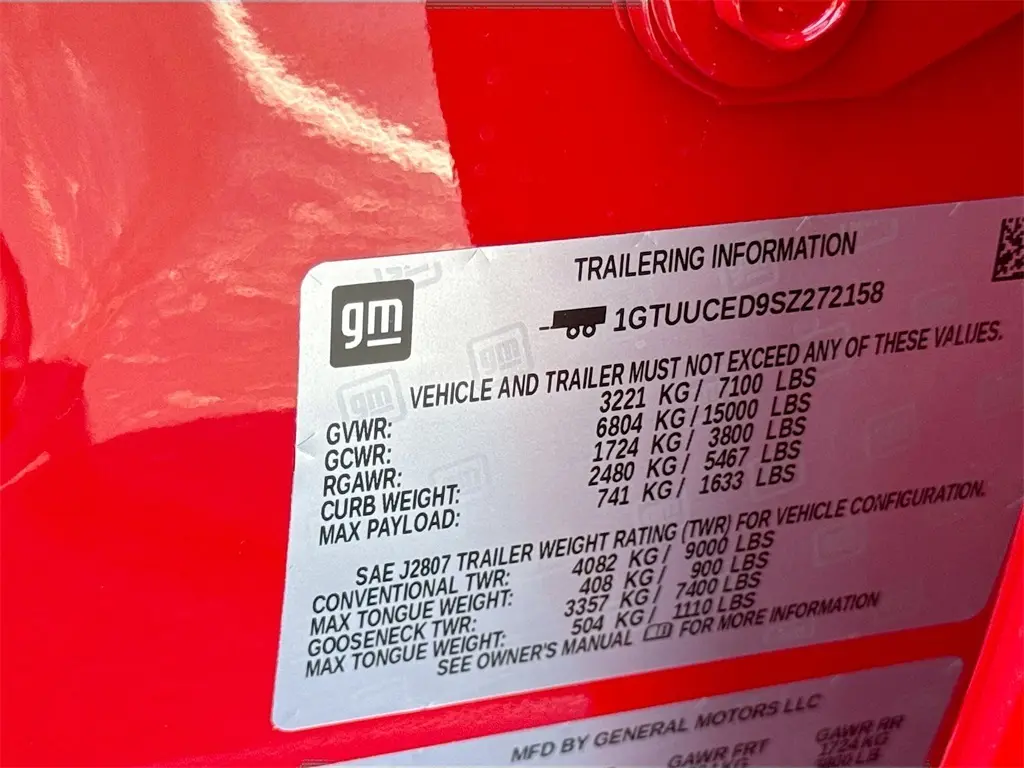 gm
TRAILERING INFORMATION
1GTUUCED9SZ272158
VEHICLE AND TRAILER MUST NOT EXCEED ANY OF THESE VALUES.
GVWR: 3221 KG/ 7100 LBS
GCWR: 6804 KG/15000 LBS
RGAWR: 1724 KG/ 3800 LBS
CURB WEIGHT: 2480 KG/ 5467 LBS
MAX PAYLOAD: 741 KG/ 1633 LBS
SAE J2807 TRAILER WEIGHT RATING (TWR) FOR VEHICLE CONFIGURATION.
CONVENTIONAL TWR: 4082 KG/ 9000 LBS
MAX TONGUE WEIGHT: 408 KG/ 900 LBS
GOOSENECK TWR: 3357 KG/ 7400 LBS
MAX TONGUE WEIGHT: 504 KG/ 1110 LBS
SEE OWNER'S MANUAL FOR MORE INFORMATION
MFD BY GENERAL MOTORS LLC
GAWR FRT GAWR RR
1724 KG